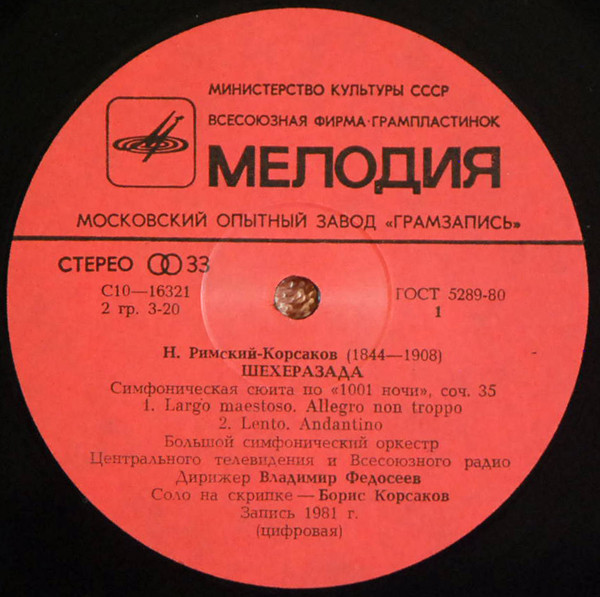 МИНИСТЕРСТВО КУЛЬТУРЫ СССР
ВСЕСОЮЗНАЯ ФИРМА·ГРАМПЛАСТИНОК
МЕЛОДИЯ
МОСКОВСКИЙ ОПЫТНЫЙ ЗАВОД «ГРАМЗАПИСЬ»
СТЕРЕО 33
С10—16321
2 гр. 3-20
ГОСТ 5289-80
1
Н. Римский-Корсаков (1844—1908)
ШЕХЕРАЗАДА
Симфоническая сюита по «1001 ночи», соч. 35
1. Largo maestoso. Allegro non troppo
2. Lento. Andantino
Большой симфонический оркестр
Центрального телевидения и Всесоюзного радио
Дирижер Владимир Федосеев
Соло на скрипке — Борис Корсаков
Запись 1981 г.
(цифровая)